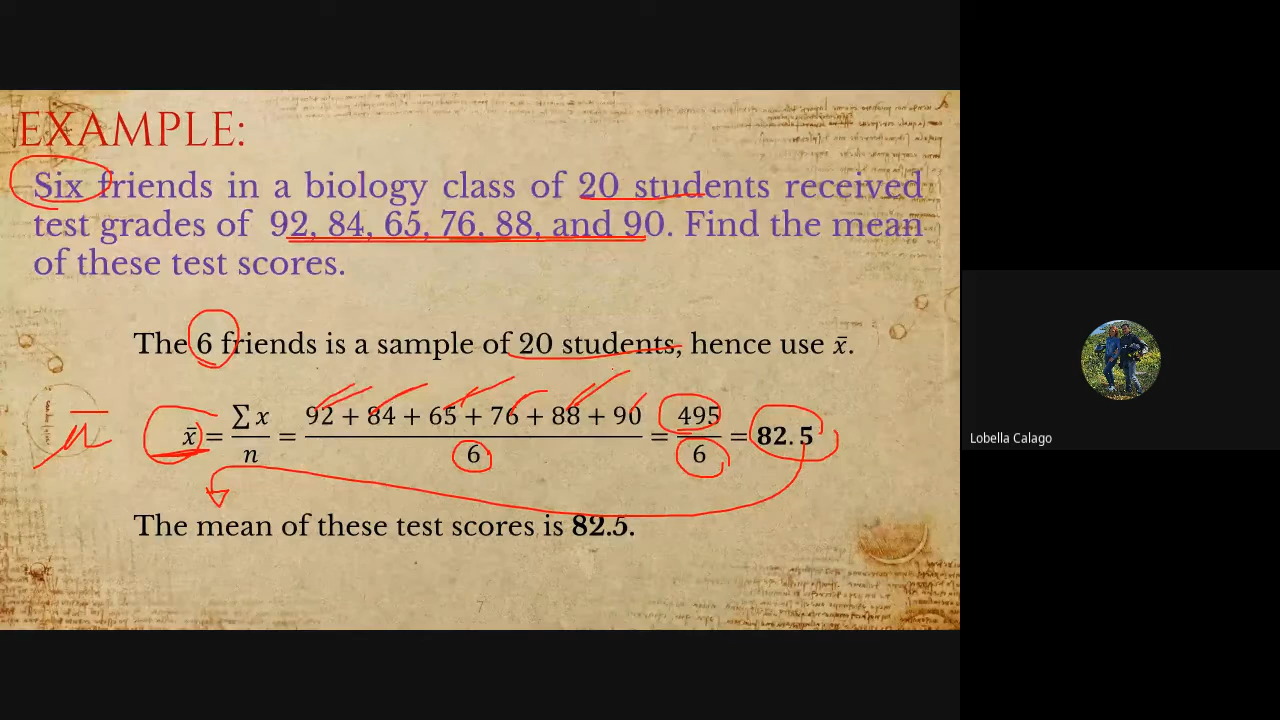 EXAMPLE:
Six friends in a biology class of 20 students received
test grades of 92, 84, 65, 76, 88, and 90. Find the mean
of these test scores.
The 6 friends is a sample of 20 students, hence use x̄.
x̄ = ∑x / n = 92 + 84 + 65 + 76 + 88 + 90 / 6 = 495 / 6 = 82.5
The mean of these test scores is 82.5.
7
Lobella Calago